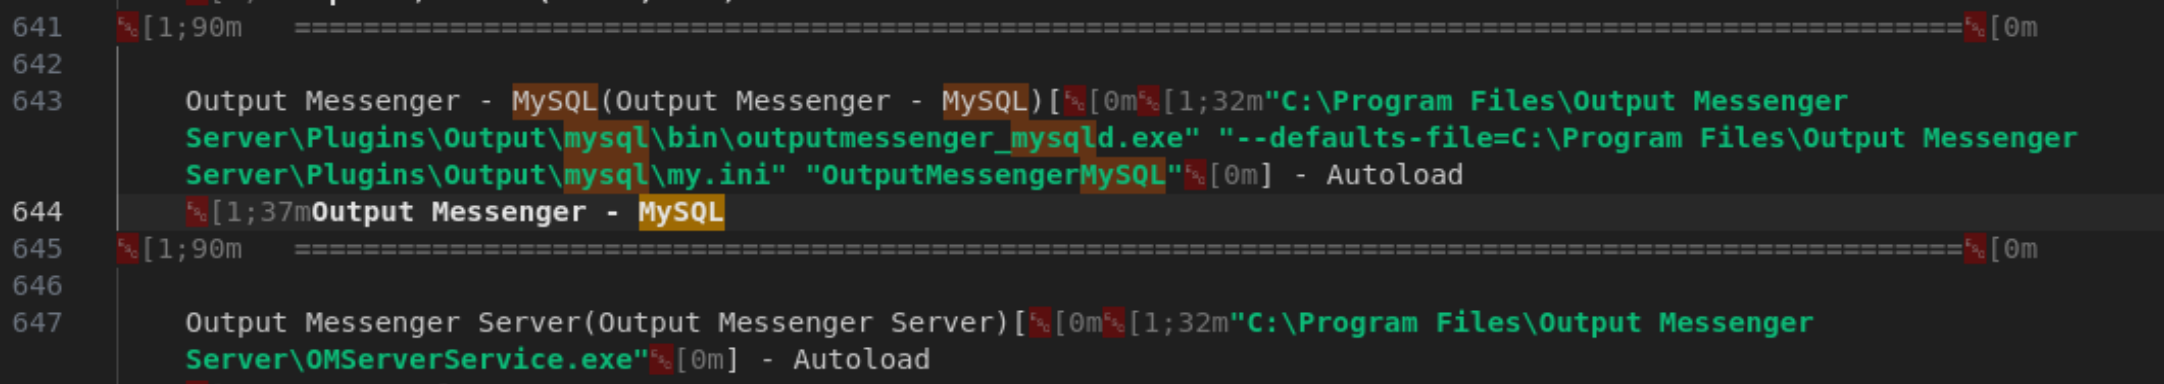 641 ␛[1;90m   =================================================================================================␛[0m
642
643 Output Messenger - MySQL(Output Messenger - MySQL)[␛[0m␛[1;32m"C:\Program Files\Output Messenger
Server\Plugins\Output\mysql\bin\outputmessenger_mysqld.exe" "--defaults-file=C:\Program Files\Output Messenger
Server\Plugins\Output\mysql\my.ini" "OutputMessengerMySQL"␛[0m] - Autoload
644 ␛[1;37mOutput Messenger - MySQL
645 ␛[1;90m   =================================================================================================␛[0m
646
647 Output Messenger Server(Output Messenger Server)[␛[0m␛[1;32m"C:\Program Files\Output Messenger
Server\OMServerService.exe"␛[0m] - Autoload